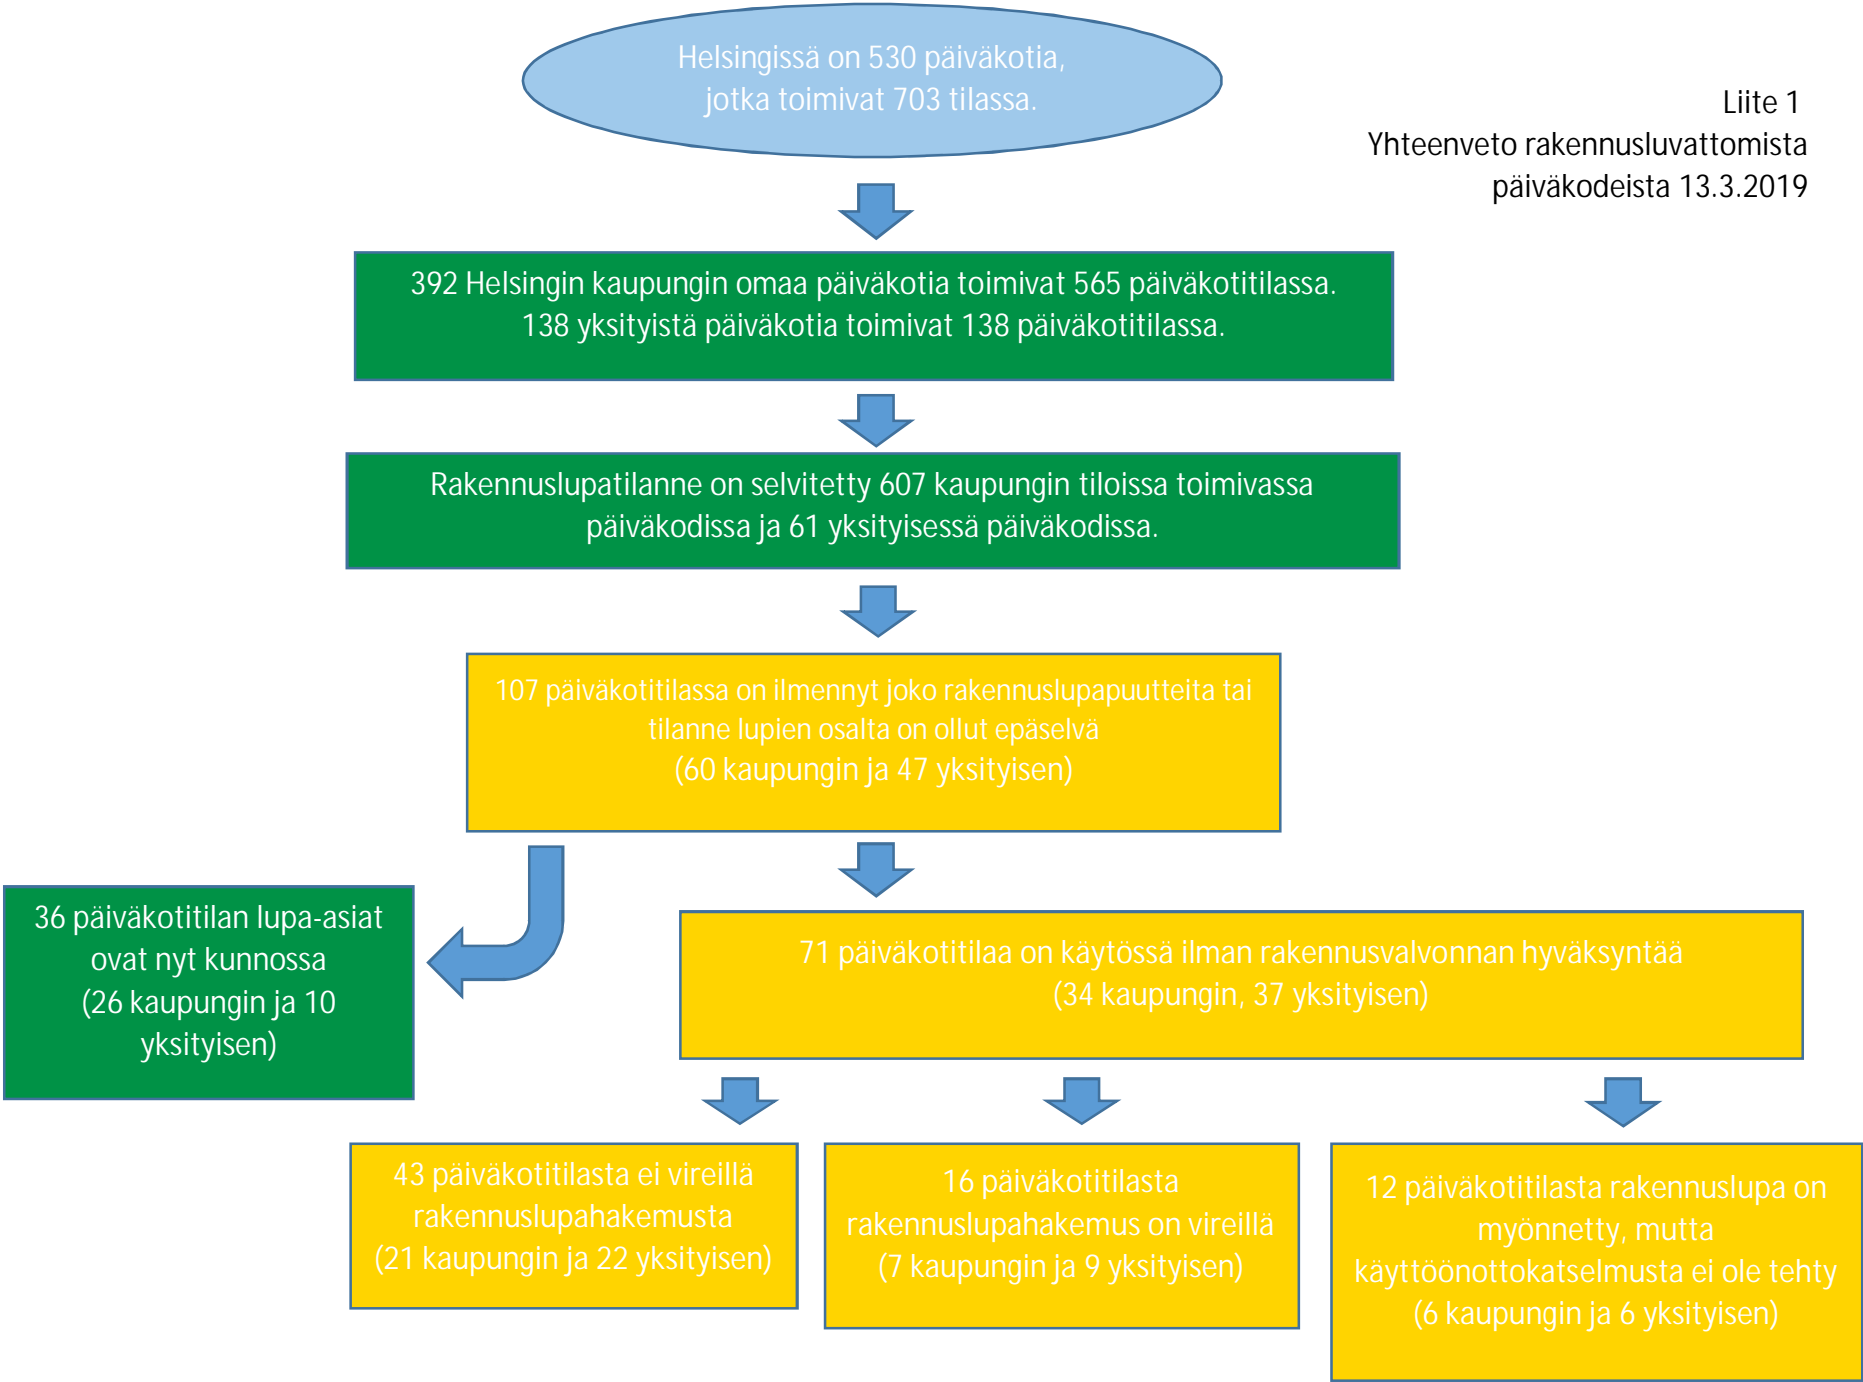 Helsingissä on 530 päiväkotia,
jotka toimivat 703 tilassa.
Liite 1
Yhteenveto rakennusluvattomista
päiväkodeista 13.3.2019
392 Helsingin kaupungin omaa päiväkotia toimivat 565 päiväkotitilassa.
138 yksityistä päiväkotia toimivat 138 päiväkotitilassa.
Rakennuslupatilanne on selvitetty 607 kaupungin tiloissa toimivassa
päiväkodissa ja 61 yksityisessä päiväkodissa.
107 päiväkotitilassa on ilmennyt joko rakennuslupapuutteita tai
tilanne lupien osalta on ollut epäselvä
(60 kaupungin ja 47 yksityisen)
36 päiväkotitilan lupa-asiat
ovat nyt kunnossa
(26 kaupungin ja 10
yksityisen)
71 päiväkotitilaa on käytössä ilman rakennusvalvonnan hyväksyntää
(34 kaupungin, 37 yksityisen)
43 päiväkotitilasta ei vireillä
rakennuslupahakemusta
(21 kaupungin ja 22 yksityisen)
16 päiväkotitilasta
rakennuslupahakemus on vireillä
(7 kaupungin ja 9 yksityisen)
12 päiväkotitilasta rakennuslupa on
myönnetty, mutta
käyttöönottokatselmusta ei ole tehty
(6 kaupungin ja 6 yksityisen)